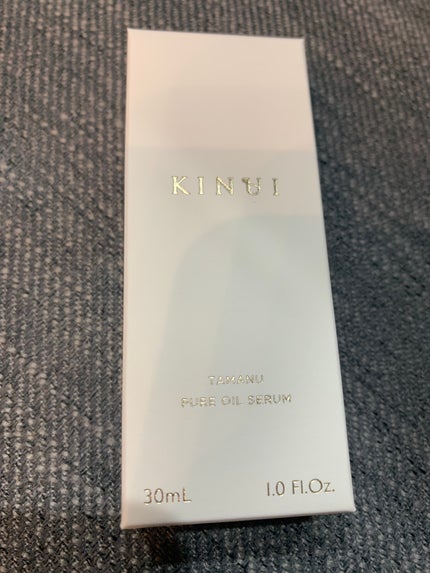 KINUI
TAMANU
PURE OIL SERUM
30mL 1.0 Fl.Oz.